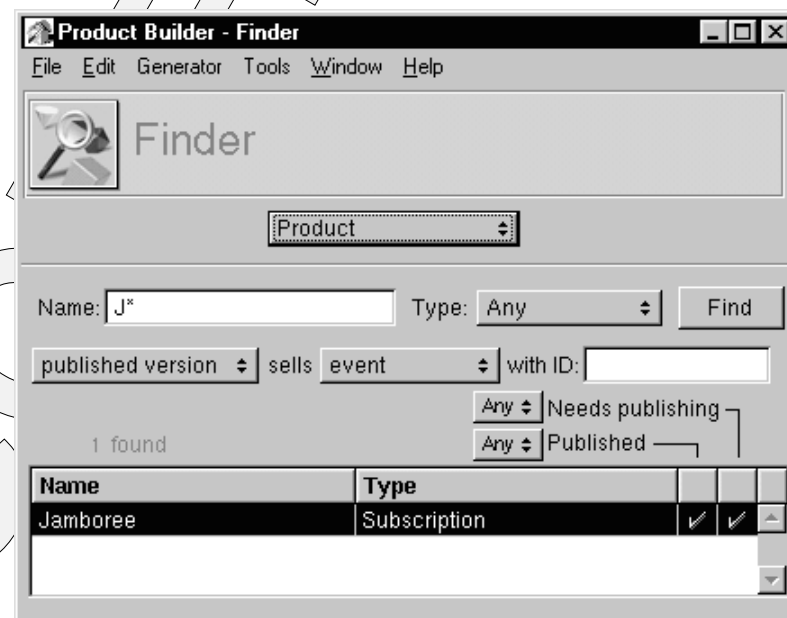 Product Builder - Finder
File Edit Generator Tools Window Help
Finder
Product
Name: J* Type: Any Find
published version sells event with ID:
Any Needs publishing
1 found Any Published
Name Type
Jamboree Subscription